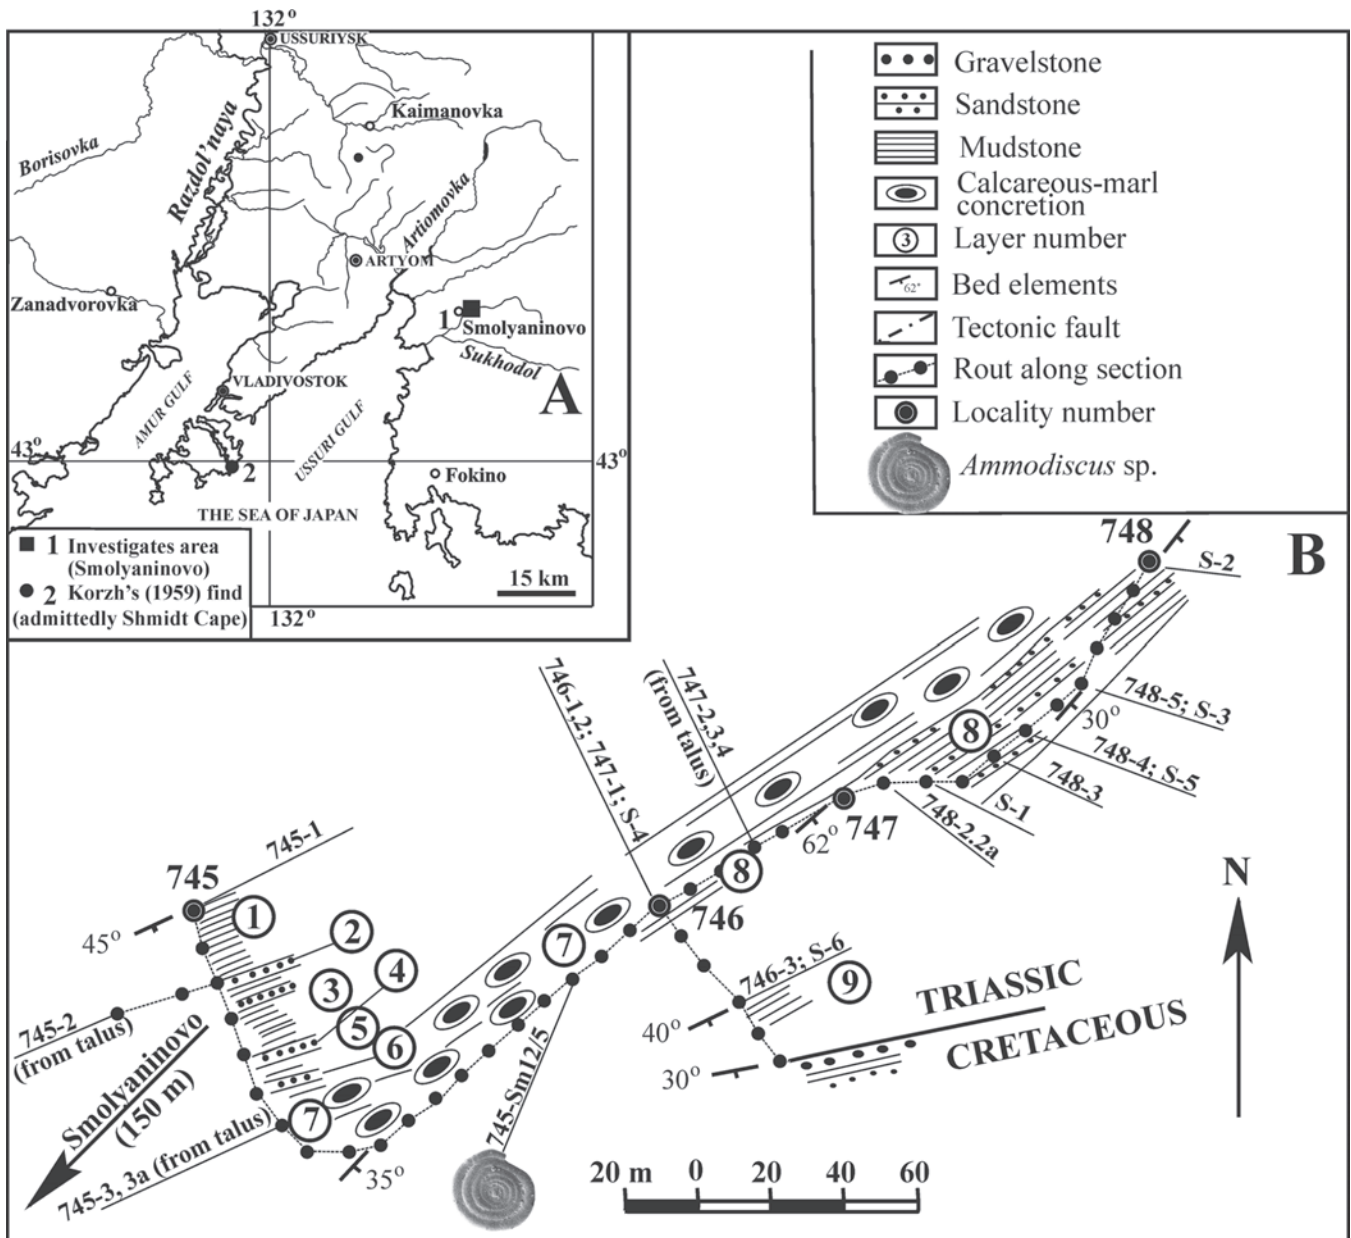 132°
USSURIYSK
Kaimanovka
Borisovka
Razdol'naya
Artiomovka
ARTYOM
Zanadvorovka
1
Smolyaninovo
Sukhodol
VLADIVOSTOK
A
AMUR GULF
USSURI GULF
43°
43°
2
Fokino
THE SEA OF JAPAN
1 Investigates area
(Smolyaninovo)
2 Korzh's (1959) find
(admittedly Shmidt Cape)
15 km
132°
Gravelstone
Sandstone
Mudstone
Calcareous-marl
concretion
3
Layer number
62°
Bed elements
Tectonic fault
Rout along section
Locality number
Ammodiscus sp.
B
748
S-2
746-1,2; 747-1; S-4
747-2,3,4
(from talus)
8
30°
748-5; S-3
748-4; S-5
748-3
S-1
748-2.2a
747
62°
8
746
745-1
745
1
45°
2
3
4
5
6
7
7
745-2
(from talus)
Smolyaninovo
(150 m)
745-3, 3a (from talus)
35°
745-Sm12/5
746-3; S-6
9
40°
30°
TRIASSIC
CRETACEOUS
N
20 m 0 20 40 60